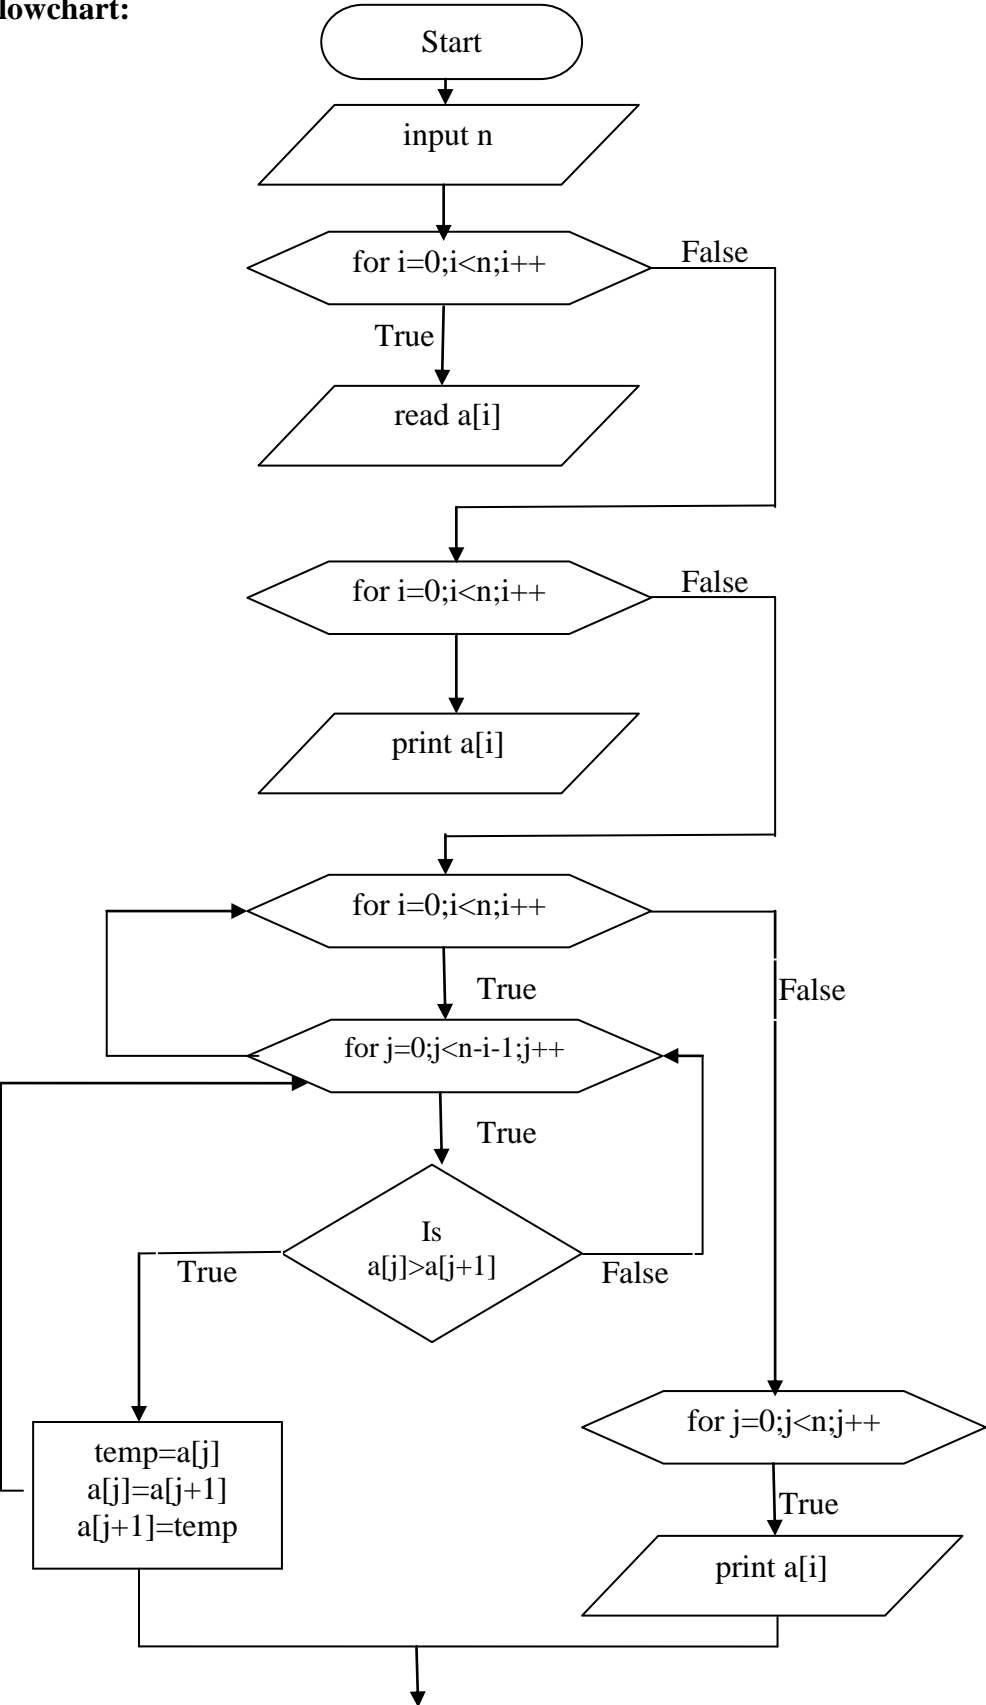 lowchart:
Start
input n
for i=0;i<n;i++
False
True
read a[i]
for i=0;i<n;i++
False
print a[i]
for i=0;i<n;i++
True
False
for j=0;j<n-i-1;j++
True
Is
a[j]>a[j+1]
True
False
for j=0;j<n;j++
temp=a[j]
a[j]=a[j+1]
a[j+1]=temp
True
print a[i]